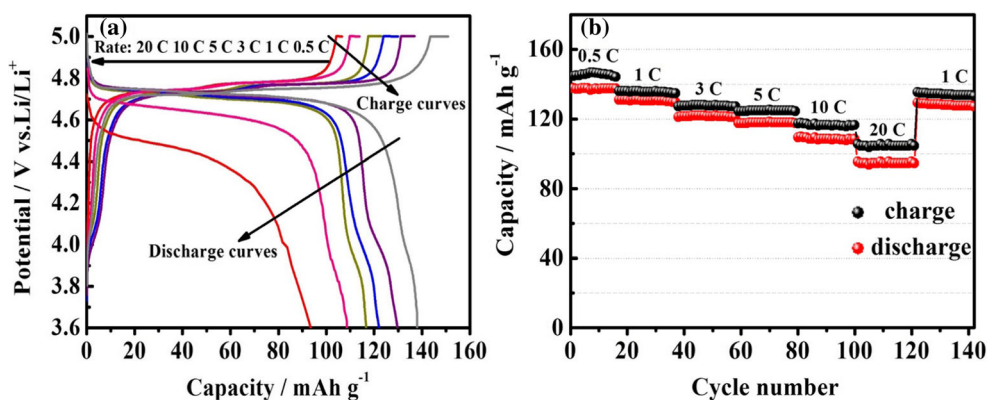 (a)
Rate: 20 C 10 C 5 C 3 C 1 C 0.5 C
Charge curves
Discharge curves
5.0
4.8
4.6
4.4
4.2
4.0
3.8
3.6
0 20 40 60 80 100 120 140 160
Potential / V vs.Li/Li⁺
Capacity / mAh g⁻¹
(b)
0.5 C
1 C
3 C
5 C
10 C
20 C
1 C
charge
discharge
160
120
80
40
0
0 20 40 60 80 100 120 140
Capacity / mAh g⁻¹
Cycle number